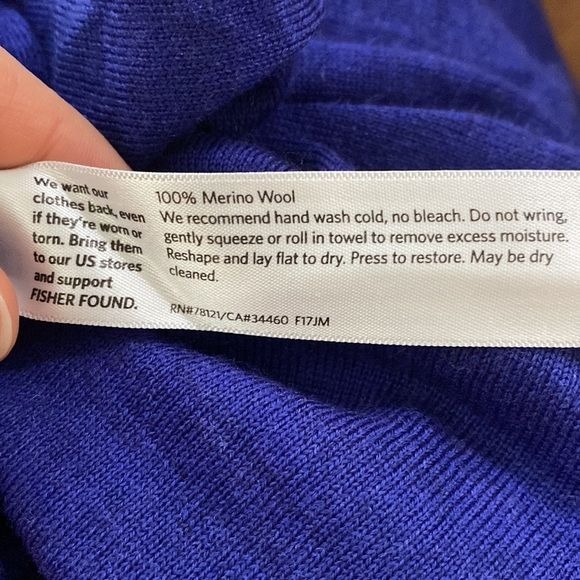 We want our
clothes back, even
if they're worn or
torn. Bring them
to our US stores
and support
FISHER FOUND.
100% Merino Wool
We recommend hand wash cold, no bleach. Do not wring,
gently squeeze or roll in towel to remove excess moisture.
Reshape and lay flat to dry. Press to restore. May be dry
cleaned.
RN#78121/CA#34460 F17JM